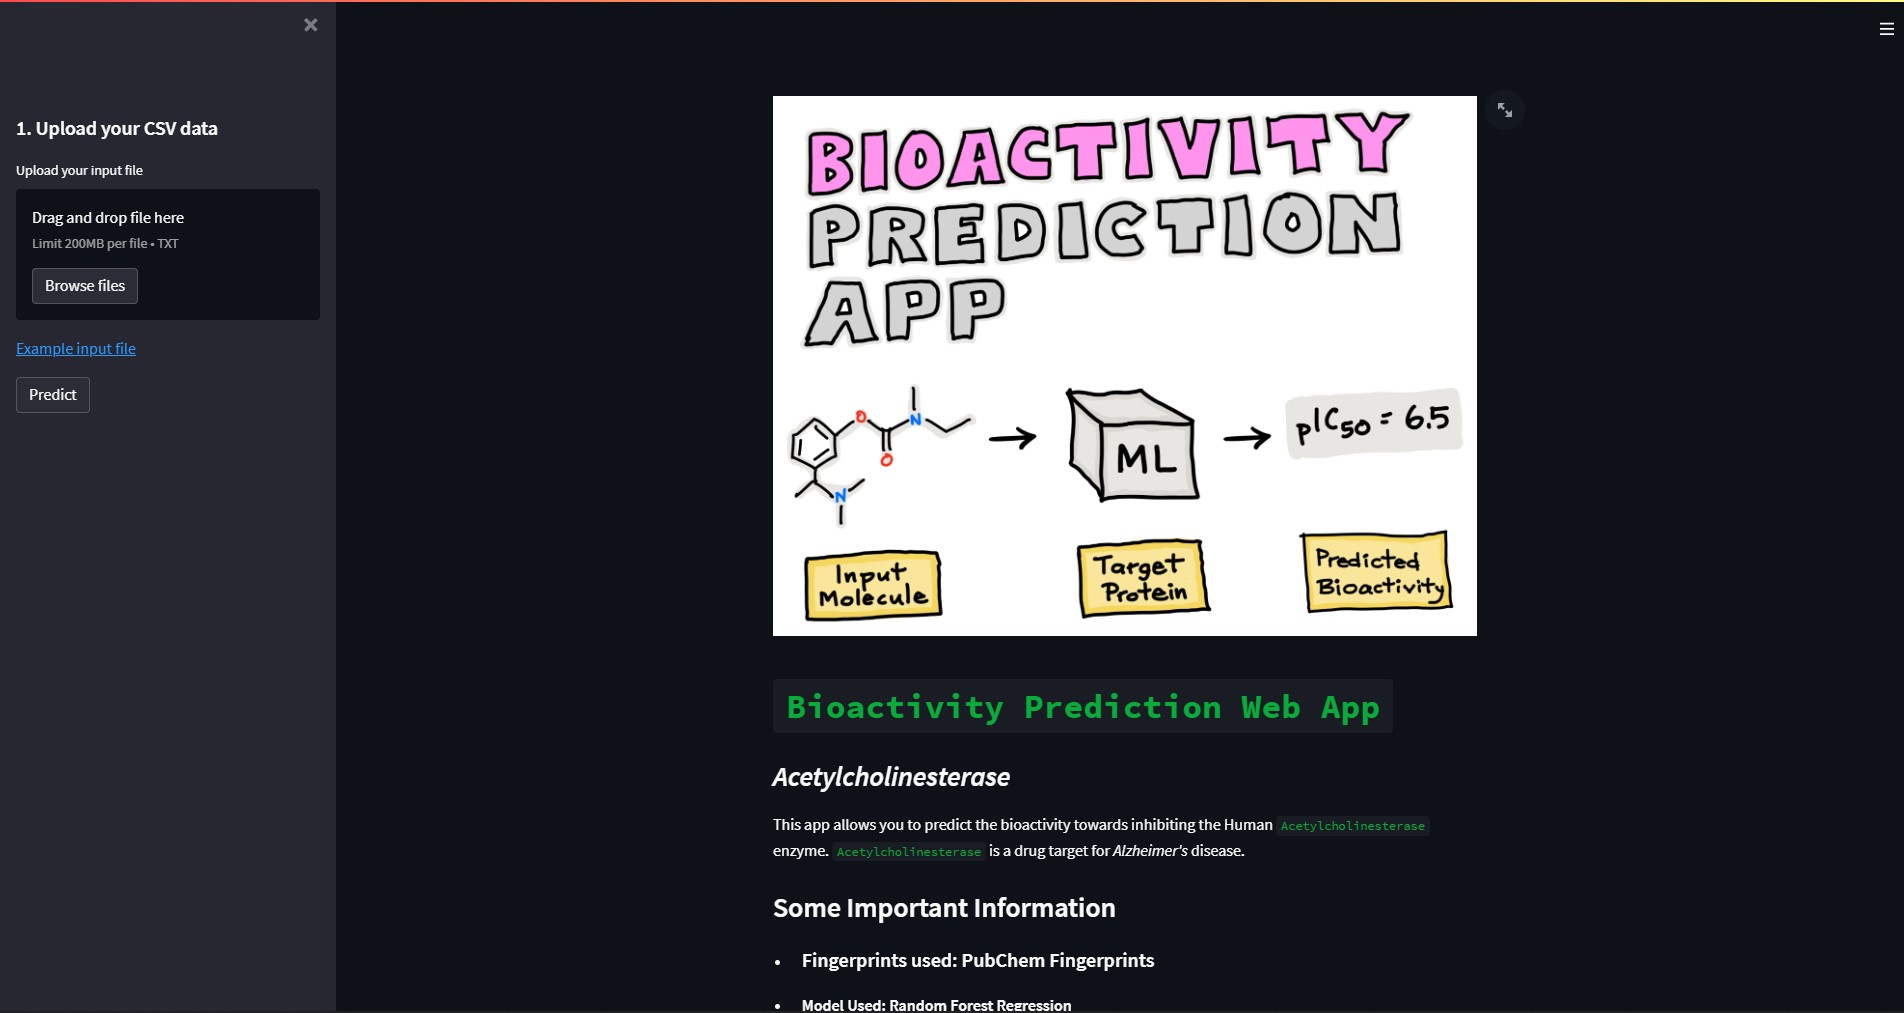 1. Upload your CSV data
Upload your input file
Drag and drop file here
Limit 200MB per file • TXT
Browse files
Example input file
Predict
BIOACTIVITY
PREDICTION
APP
O
N
O
N
ML
pIC50 = 6.5
Input
Molecule
Target
Protein
Predicted
Bioactivity
Bioactivity Prediction Web App
Acetylcholinesterase
This app allows you to predict the bioactivity towards inhibiting the Human Acetylcholinesterase
enzyme. Acetylcholinesterase is a drug target for Alzheimer's disease.
Some Important Information
• Fingerprints used: PubChem Fingerprints
• Model Used: Random Forest Regression